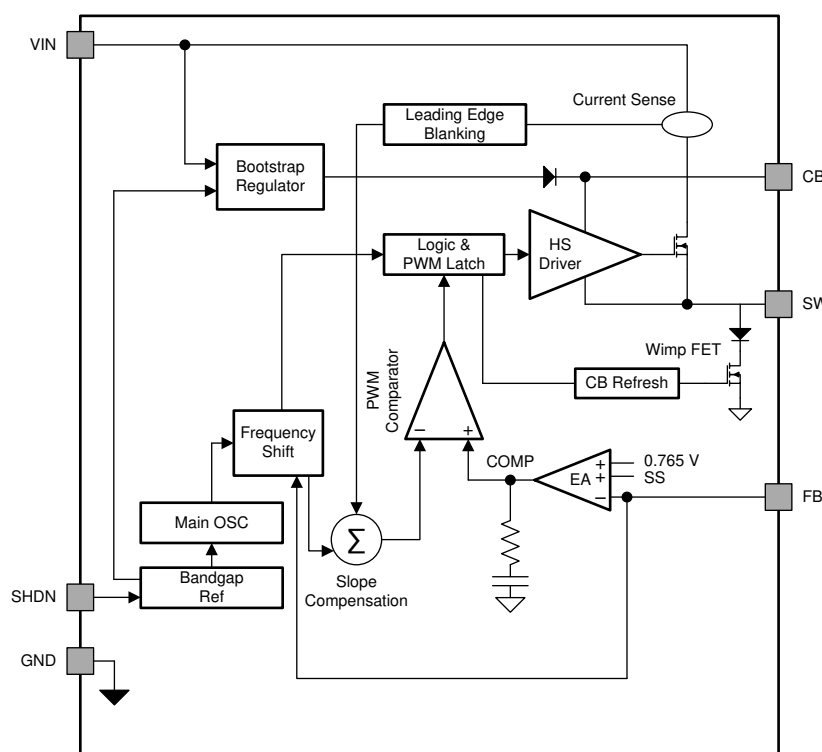 VIN
Current Sense
Leading Edge
Blanking
Bootstrap
Regulator
CB
Logic &
PWM Latch
HS
Driver
SW
Wimp FET
CB Refresh
PWM
Comparator
−
+
Frequency
Shift
COMP
EA
+
0.765 V
+
SS
−
FB
Main OSC
Σ
Slope
Compensation
Bandgap
Ref
SHDN
GND